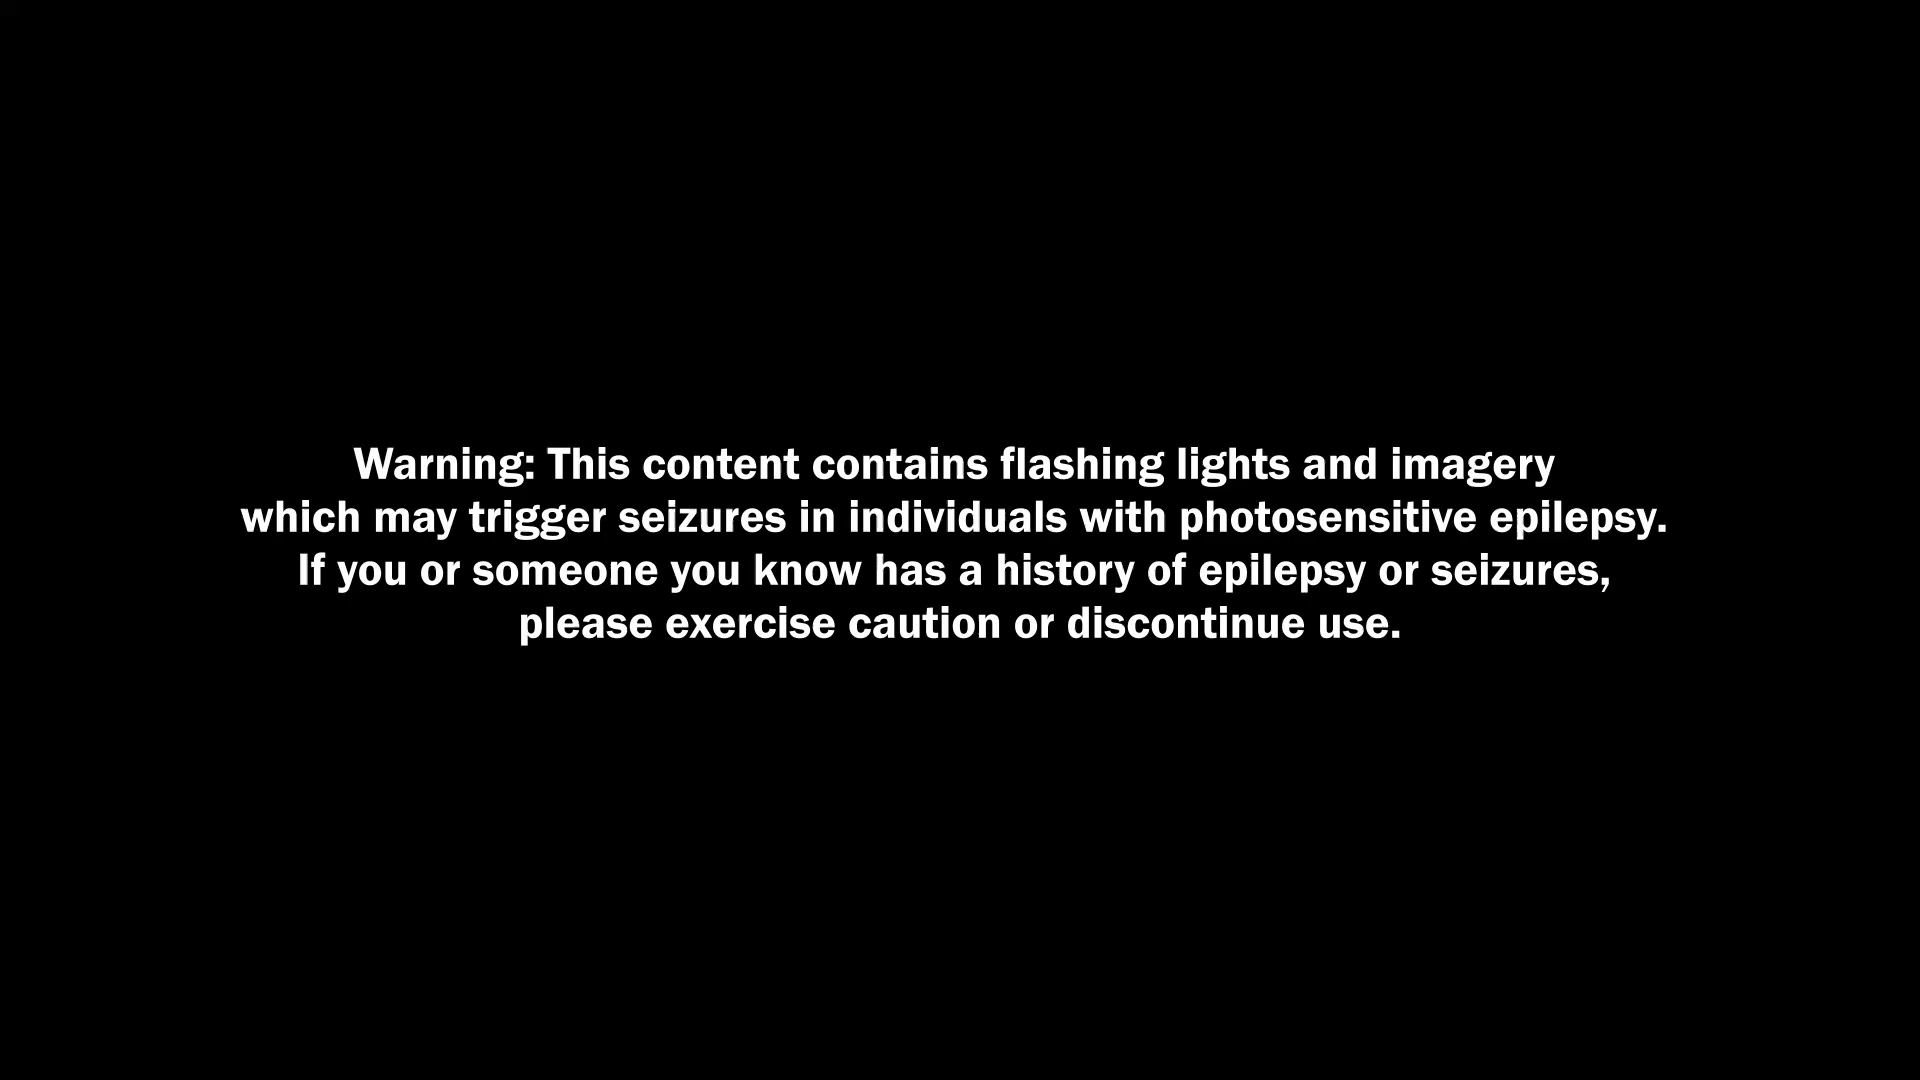 Warning: This content contains flashing lights and imagery
which may trigger seizures in individuals with photosensitive epilepsy.
If you or someone you know has a history of epilepsy or seizures,
please exercise caution or discontinue use.